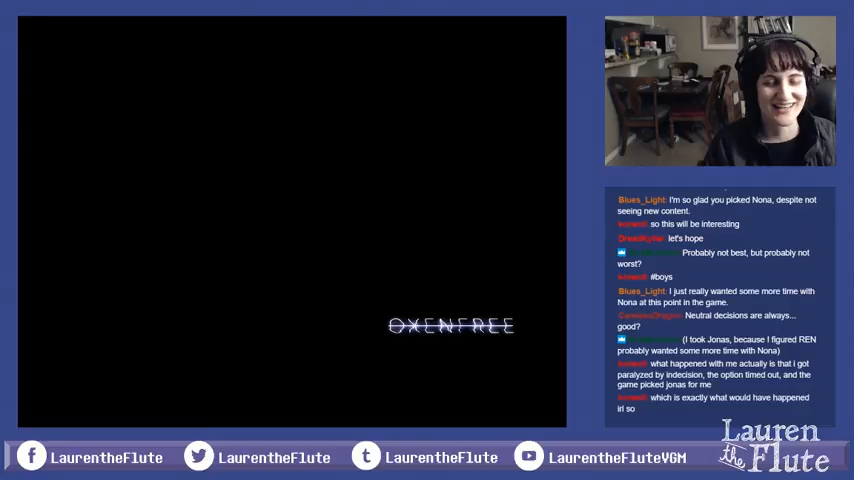 OXENFREE
Blues_Light: I'm so glad you picked Nona, despite not
seeing new content.
so this will be interesting
let's hope
Probably not best, but probably not
worst?
#boys
Blues_Light: I just really wanted some more time with
Nona at this point in the game.
Neutral decisions are always...
good?
(I took Jonas, because I figured REN
probably wanted some more time with Nona)
what happened with me actually is that i got
paralyzed by indecision, the option timed out, and the
game picked jonas for me
which is exactly what would have happened
irl so
Lauren
the Flute
LaurentheFlute
LaurentheFlute
LaurentheFlute
LaurentheFluteVGM